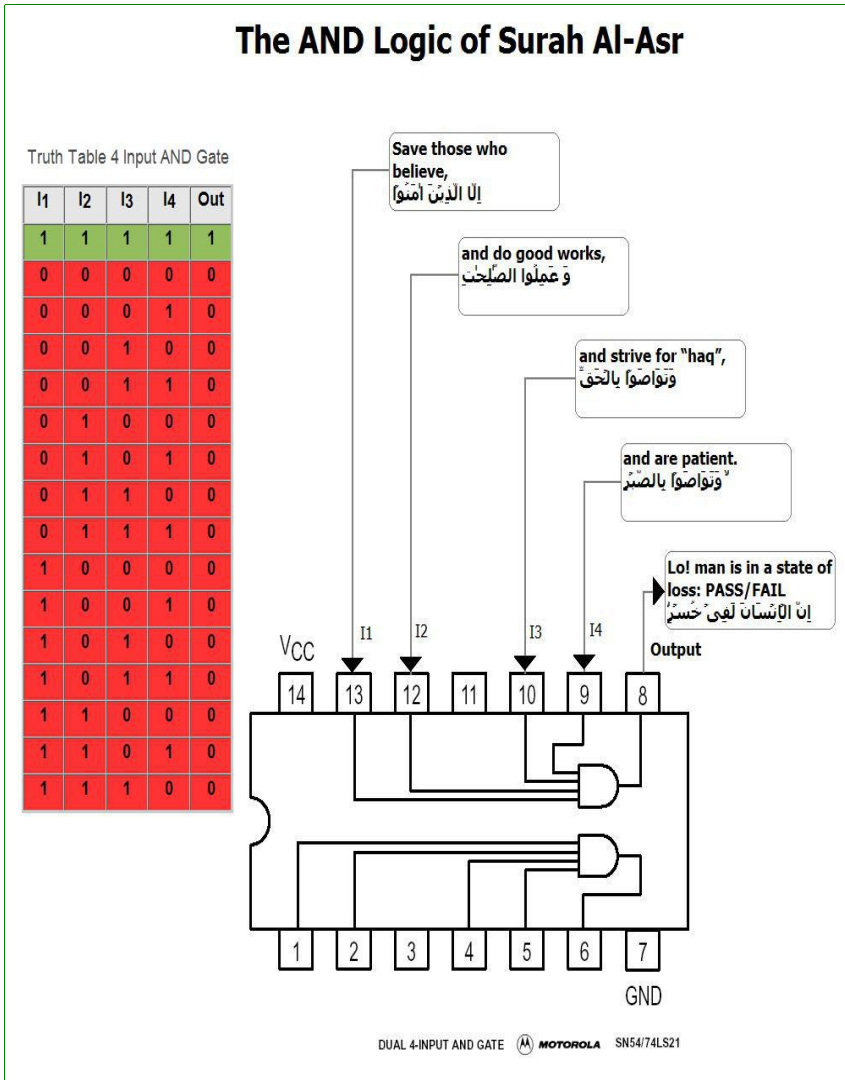 The AND Logic of Surah Al-Asr
Truth Table 4 Input AND Gate
I1 I2 I3 I4 Out
1 1 1 1 1
0 0 0 0 0
0 0 0 1 0
0 0 1 0 0
0 0 1 1 0
0 1 0 0 0
0 1 0 1 0
0 1 1 0 0
0 1 1 1 0
1 0 0 0 0
1 0 0 1 0
1 0 1 0 0
1 0 1 1 0
1 1 0 0 0
1 1 0 1 0
1 1 1 0 0
Save those who
believe,
اِلَّا الَّذِيْنَ اٰمَنُوْا
and do good works,
وَ عَمِلُوا الصّٰلِحٰتِ
and strive for “haq”,
وَتَوَاصَوْا بِالْحَقِّ
and are patient.
وَتَوَاصَوْا بِالصَّبْرِ
Lo! man is in a state of
loss: PASS/FAIL
اِنَّ الْاِنْسَانَ لَفِيْ خُسْرٍ
Output
I1 I2 I3 I4
VCC
14 13 12 11 10 9 8
1 2 3 4 5 6 7
GND
DUAL 4-INPUT AND GATE MOTOROLA SN54/74LS21